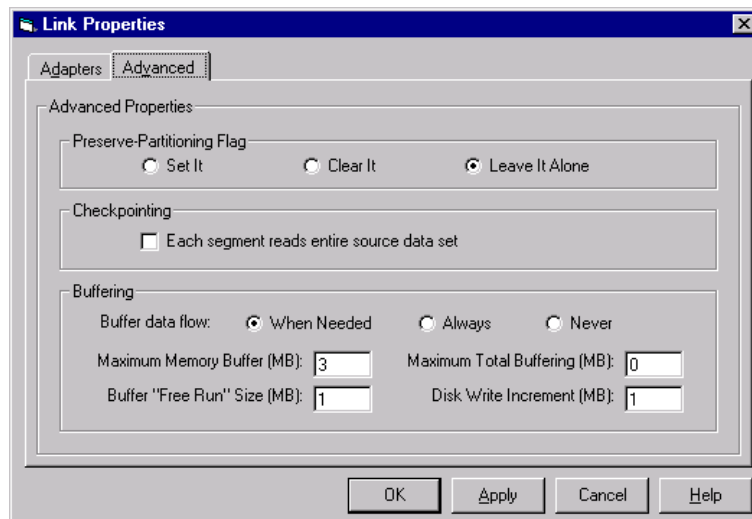 Link Properties
Adapters Advanced
Advanced Properties
Preserve-Partitioning Flag
Set It Clear It Leave It Alone
Checkpointing
Each segment reads entire source data set
Buffering
Buffer data flow: When Needed Always Never
Maximum Memory Buffer (MB): 3 Maximum Total Buffering (MB): 0
Buffer "Free Run" Size (MB): 1 Disk Write Increment (MB): 1
OK Apply Cancel Help